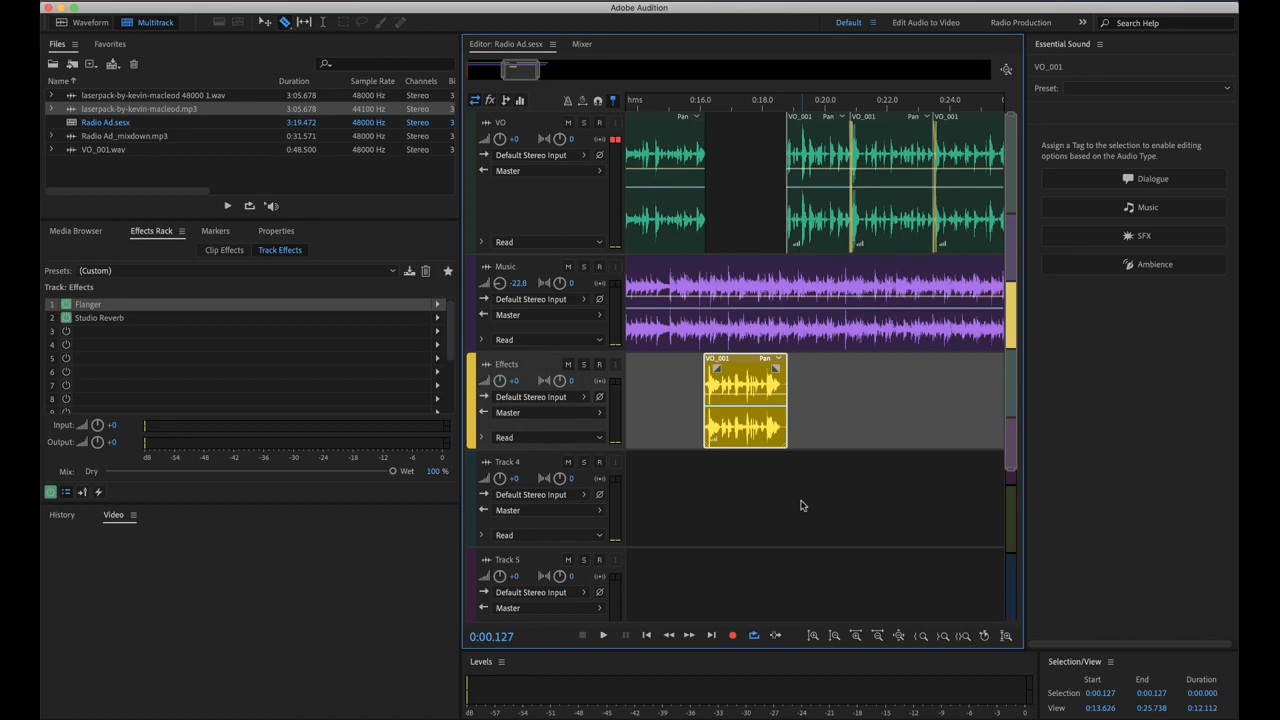 Adobe Audition
Waveform Multitrack Default Edit Audio to Video Radio Production Search Help
Files Favorites
Name Duration Sample Rate Channels Bi
laserpack-by-kevin-macleod 48000 1.wav 3:05.678 48000 Hz Stereo 3
laserpack-by-kevin-macleod.mp3 3:05.678 44100 Hz Stereo 3
Radio Ad.sesx 3:19.472 48000 Hz Stereo 3
Radio Ad_mixdown.mp3 0:31.571 48000 Hz Stereo 3
VO_001.wav 0:48.500 48000 Hz Stereo 3
Media Browser Effects Rack Markers Properties
Clip Effects Track Effects
Presets: (Custom)
Track: Effects
1 Flanger
2 Studio Reverb
3
4
5
6
7
8
Input: +0
Output: +0
dB -54 -48 -42 -36 -30 -24 -18 -12 -6 0
Mix: Dry Wet 100 %
History Video
Editor: Radio Ad.sesx Mixer
fx
hms 0:16.0 0:18.0 0:20.0 0:22.0 0:24.0
VO M S R I
+0 0
Default Stereo Input
Master
Read
Pan VO_001 Pan VO_001 Pan VO_001
Music M S R I
-22.8 0
Default Stereo Input
Master
Read
Effects M S R I
+0 0
Default Stereo Input
Master
Read
VO_001 Pan
Track 4 M S R I
+0 0
Default Stereo Input
Master
Read
Track 5 M S R I
+0 0
Default Stereo Input
Master
0:00.127
Levels
dB -57 -54 -51 -48 -45 -42 -39 -36 -33 -30 -27 -24 -21 -18 -15 -12 -9 -6 -3 0
Essential Sound
VO_001
Preset:
Assign a Tag to the selection to enable editing
options based on the Audio Type.
Dialogue
Music
SFX
Ambience
Selection/View
Start End Duration
Selection 0:00.127 0:00.127 0:00.000
View 0:13.626 0:25.738 0:12.112